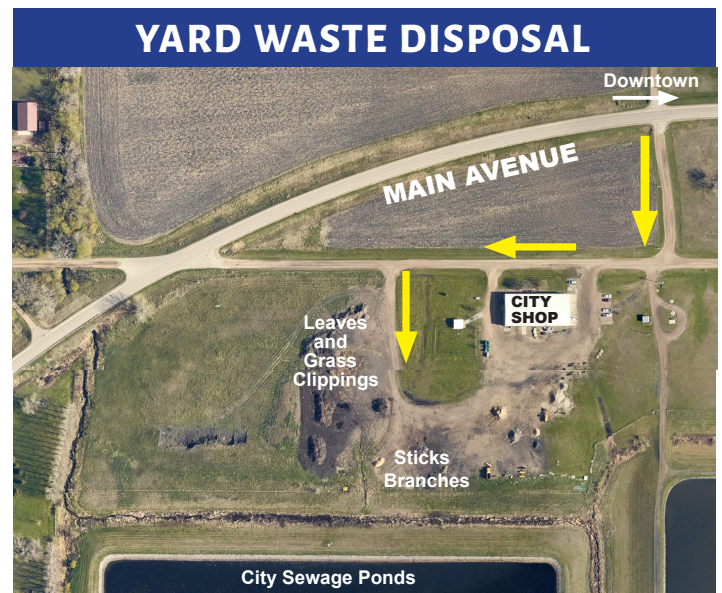 YARD WASTE DISPOSAL
Downtown
MAIN AVENUE
CITY
SHOP
Leaves
and
Grass
Clippings
Sticks
Branches
City Sewage Ponds